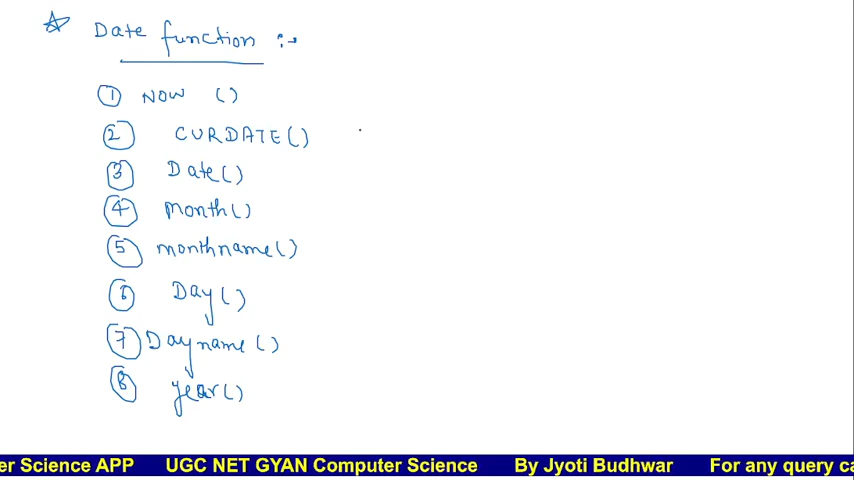 ☆ Date function :-
1 NOW ()
2 CURDATE()
3 Date()
4 month()
5 monthname()
6 Day()
7 Dayname()
8 year()
er Science APP UGC NET GYAN Computer Science By Jyoti Budhwar For any query ca